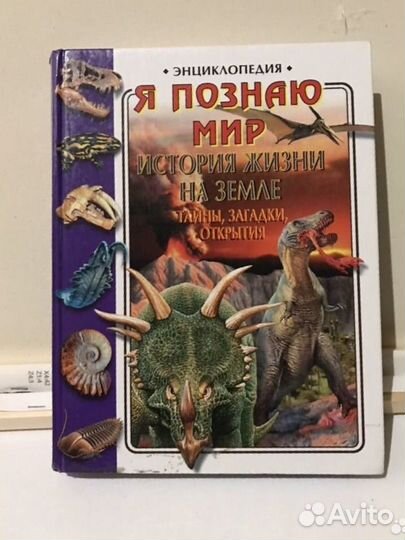 • ЭНЦИКЛОПЕДИЯ •
Я ПОЗНАЮ
МИР
ИСТОРИЯ ЖИЗНИ
НА ЗЕМЛЕ
ТАЙНЫ, ЗАГАДКИ,
ОТКРЫТИЯ
Avito